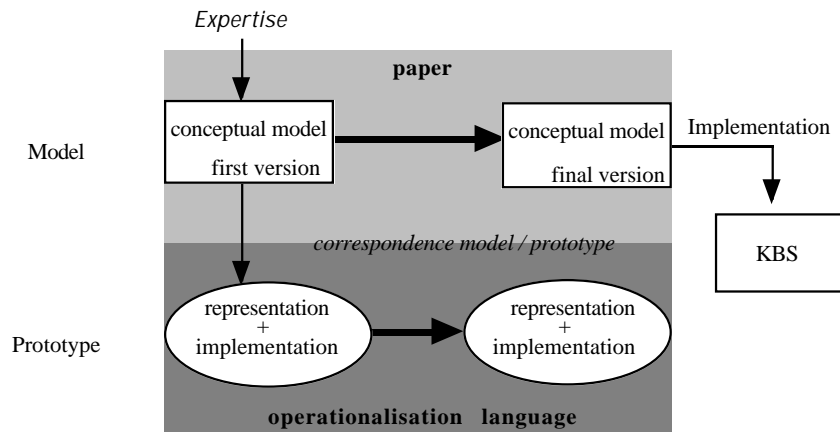 Expertise
paper
conceptual model
first version
conceptual model
final version
Implementation
Model
KBS
correspondence model / prototype
representation
+
implementation
representation
+
implementation
Prototype
operationalisation language